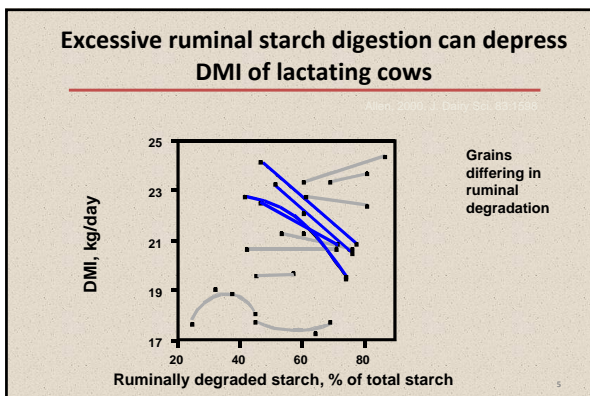 Excessive ruminal starch digestion can depress
DMI of lactating cows
Allen, 2000, J. Dairy Sci. 83:1598
25
23
21
19
17
DMI, kg/day
20
40
60
80
Ruminally degraded starch, % of total starch
Grains
differing in
ruminal
degradation
5